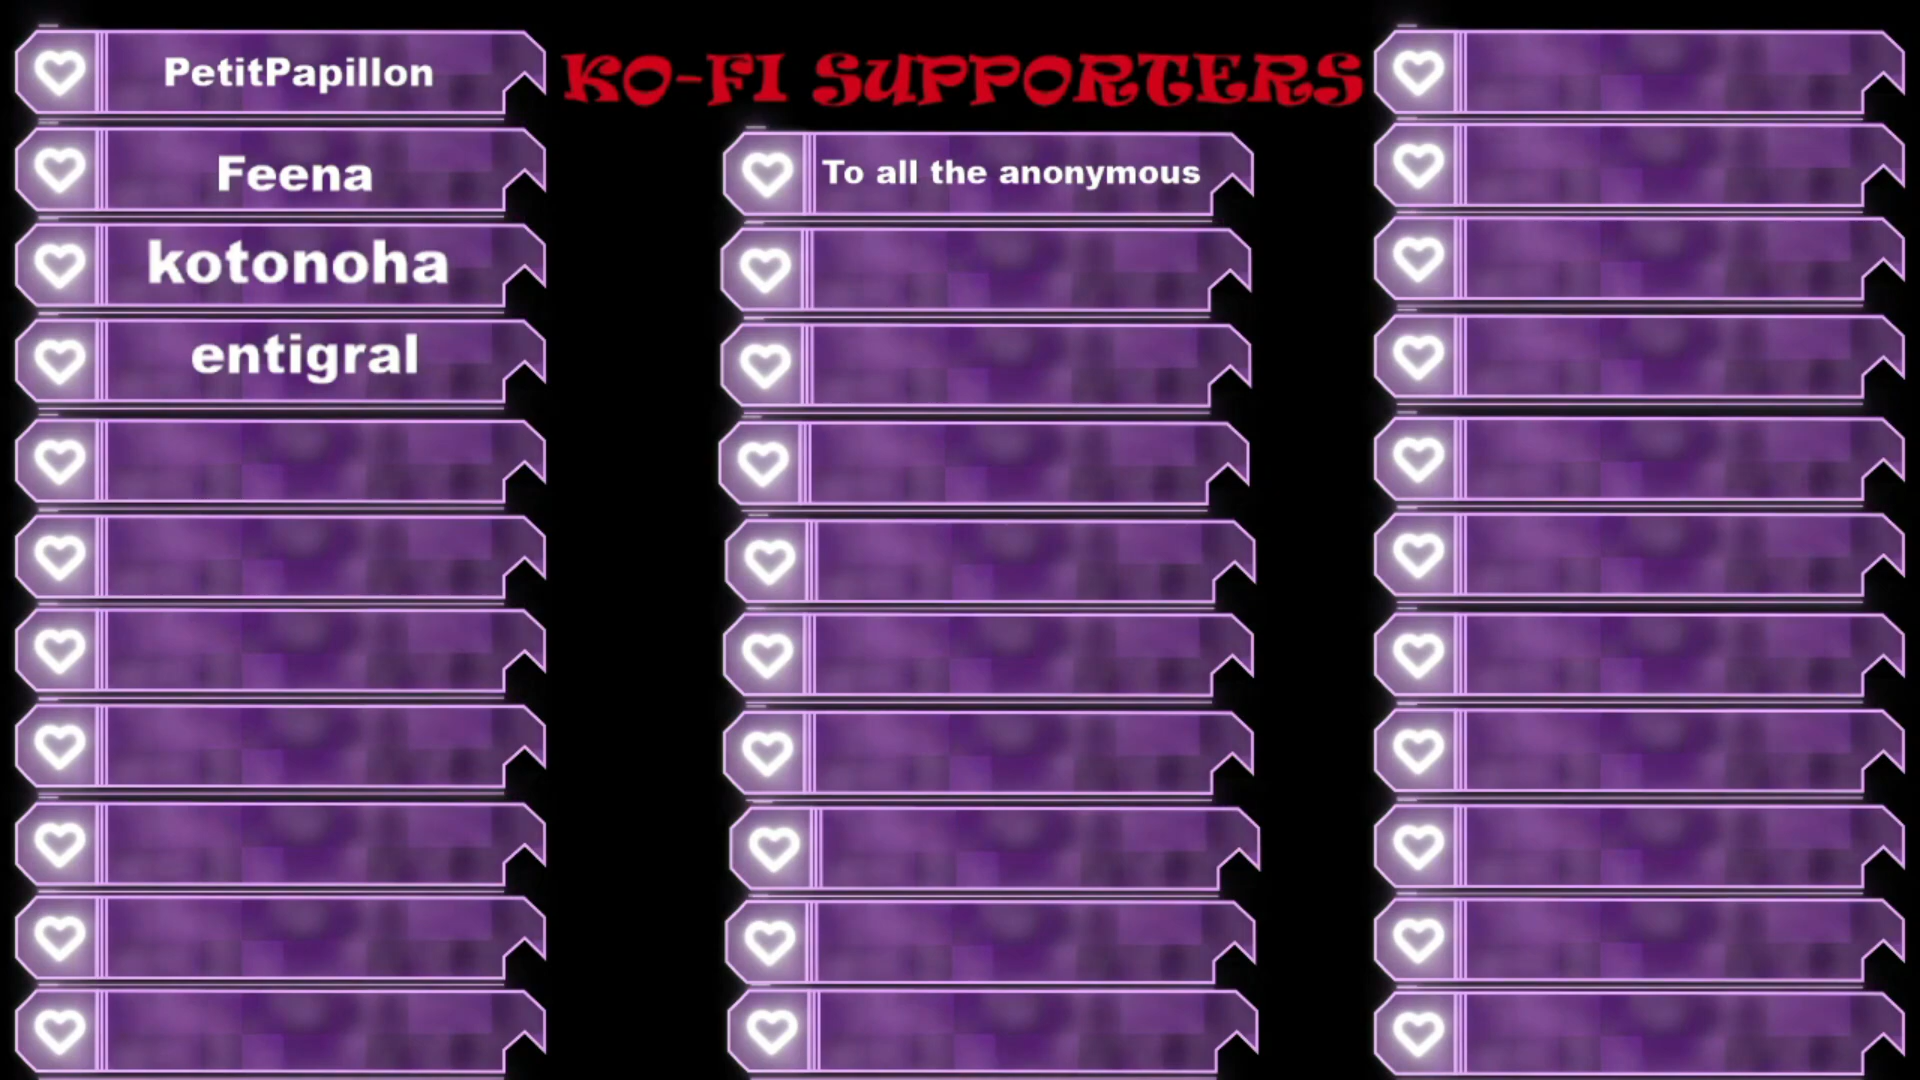 KO-FI SUPPORTERS
PetitPapillon
Feena
kotonoha
entigral
To all the anonymous